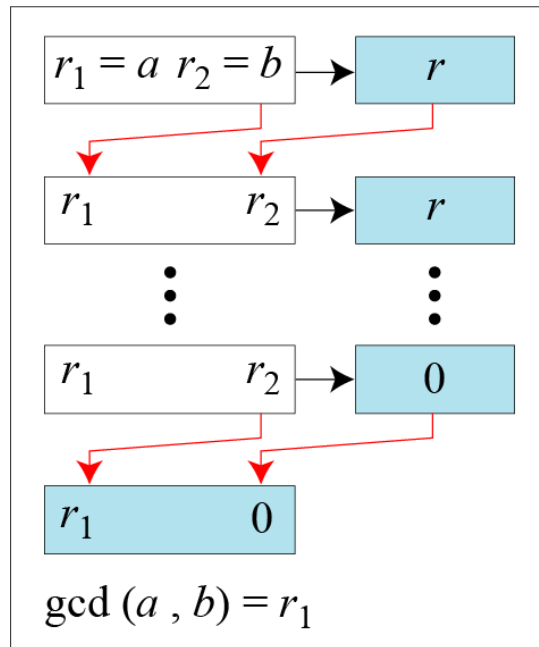 r₁ = a r₂ = b r
r₁ r₂ r
r₁ r₂ 0
r₁ 0
gcd (a , b) = r₁